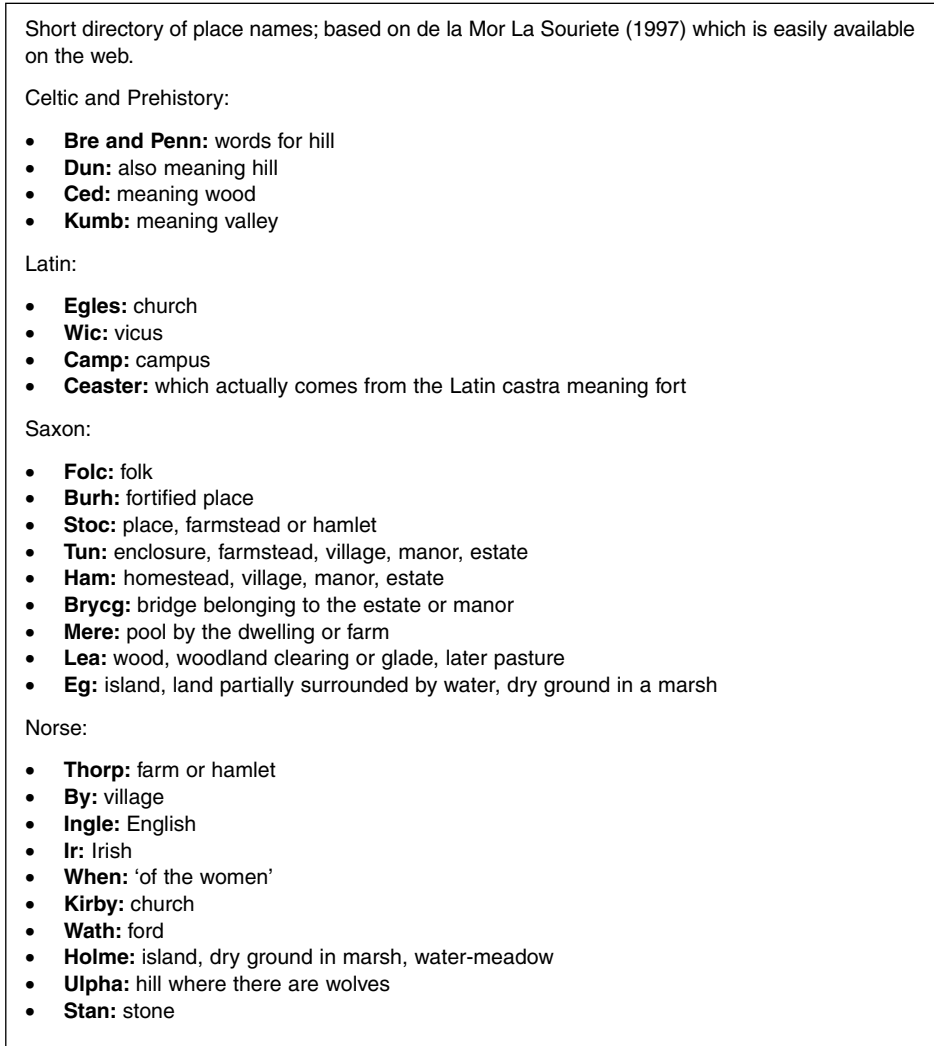 Short directory of place names; based on de la Mor La Souriete (1997) which is easily available
on the web.
Celtic and Prehistory:
• Bre and Penn: words for hill
• Dun: also meaning hill
• Ced: meaning wood
• Kumb: meaning valley
Latin:
• Egles: church
• Wic: vicus
• Camp: campus
• Ceaster: which actually comes from the Latin castra meaning fort
Saxon:
• Folc: folk
• Burh: fortified place
• Stoc: place, farmstead or hamlet
• Tun: enclosure, farmstead, village, manor, estate
• Ham: homestead, village, manor, estate
• Brycg: bridge belonging to the estate or manor
• Mere: pool by the dwelling or farm
• Lea: wood, woodland clearing or glade, later pasture
• Eg: island, land partially surrounded by water, dry ground in a marsh
Norse:
• Thorp: farm or hamlet
• By: village
• Ingle: English
• Ir: Irish
• When: ‘of the women’
• Kirby: church
• Wath: ford
• Holme: island, dry ground in marsh, water-meadow
• Ulpha: hill where there are wolves
• Stan: stone